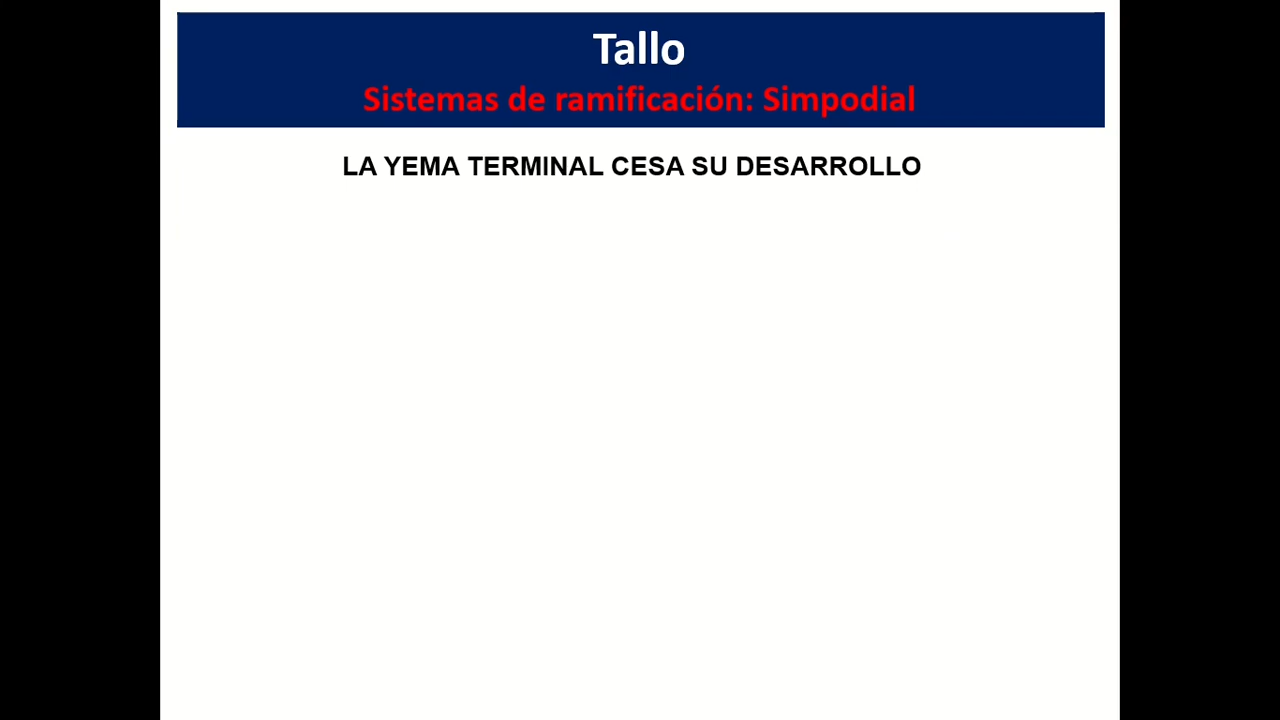 Tallo
Sistemas de ramificación: Simpodial
LA YEMA TERMINAL CESA SU DESARROLLO